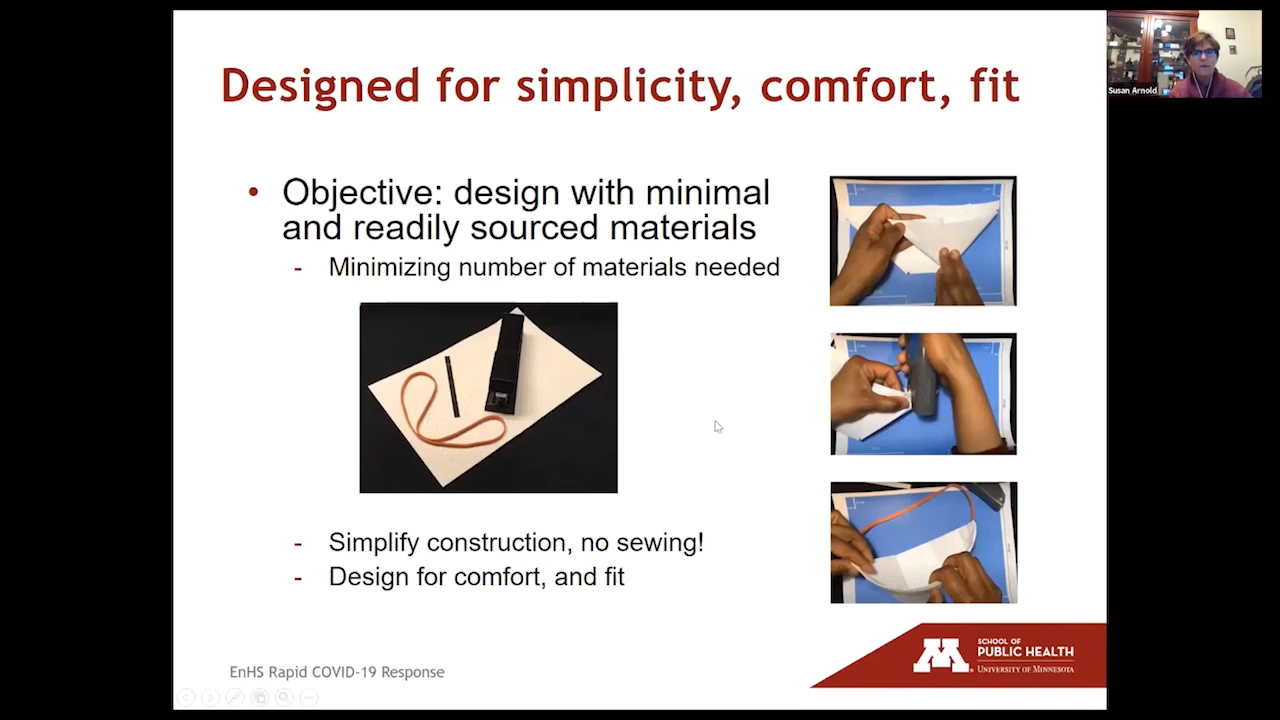 Designed for simplicity, comfort, fit
Susan Arnold
• Objective: design with minimal
and readily sourced materials
- Minimizing number of materials needed
- Simplify construction, no sewing!
- Design for comfort, and fit
EnHS Rapid COVID-19 Response
M
SCHOOL OF
PUBLIC HEALTH
UNIVERSITY OF MINNESOTA